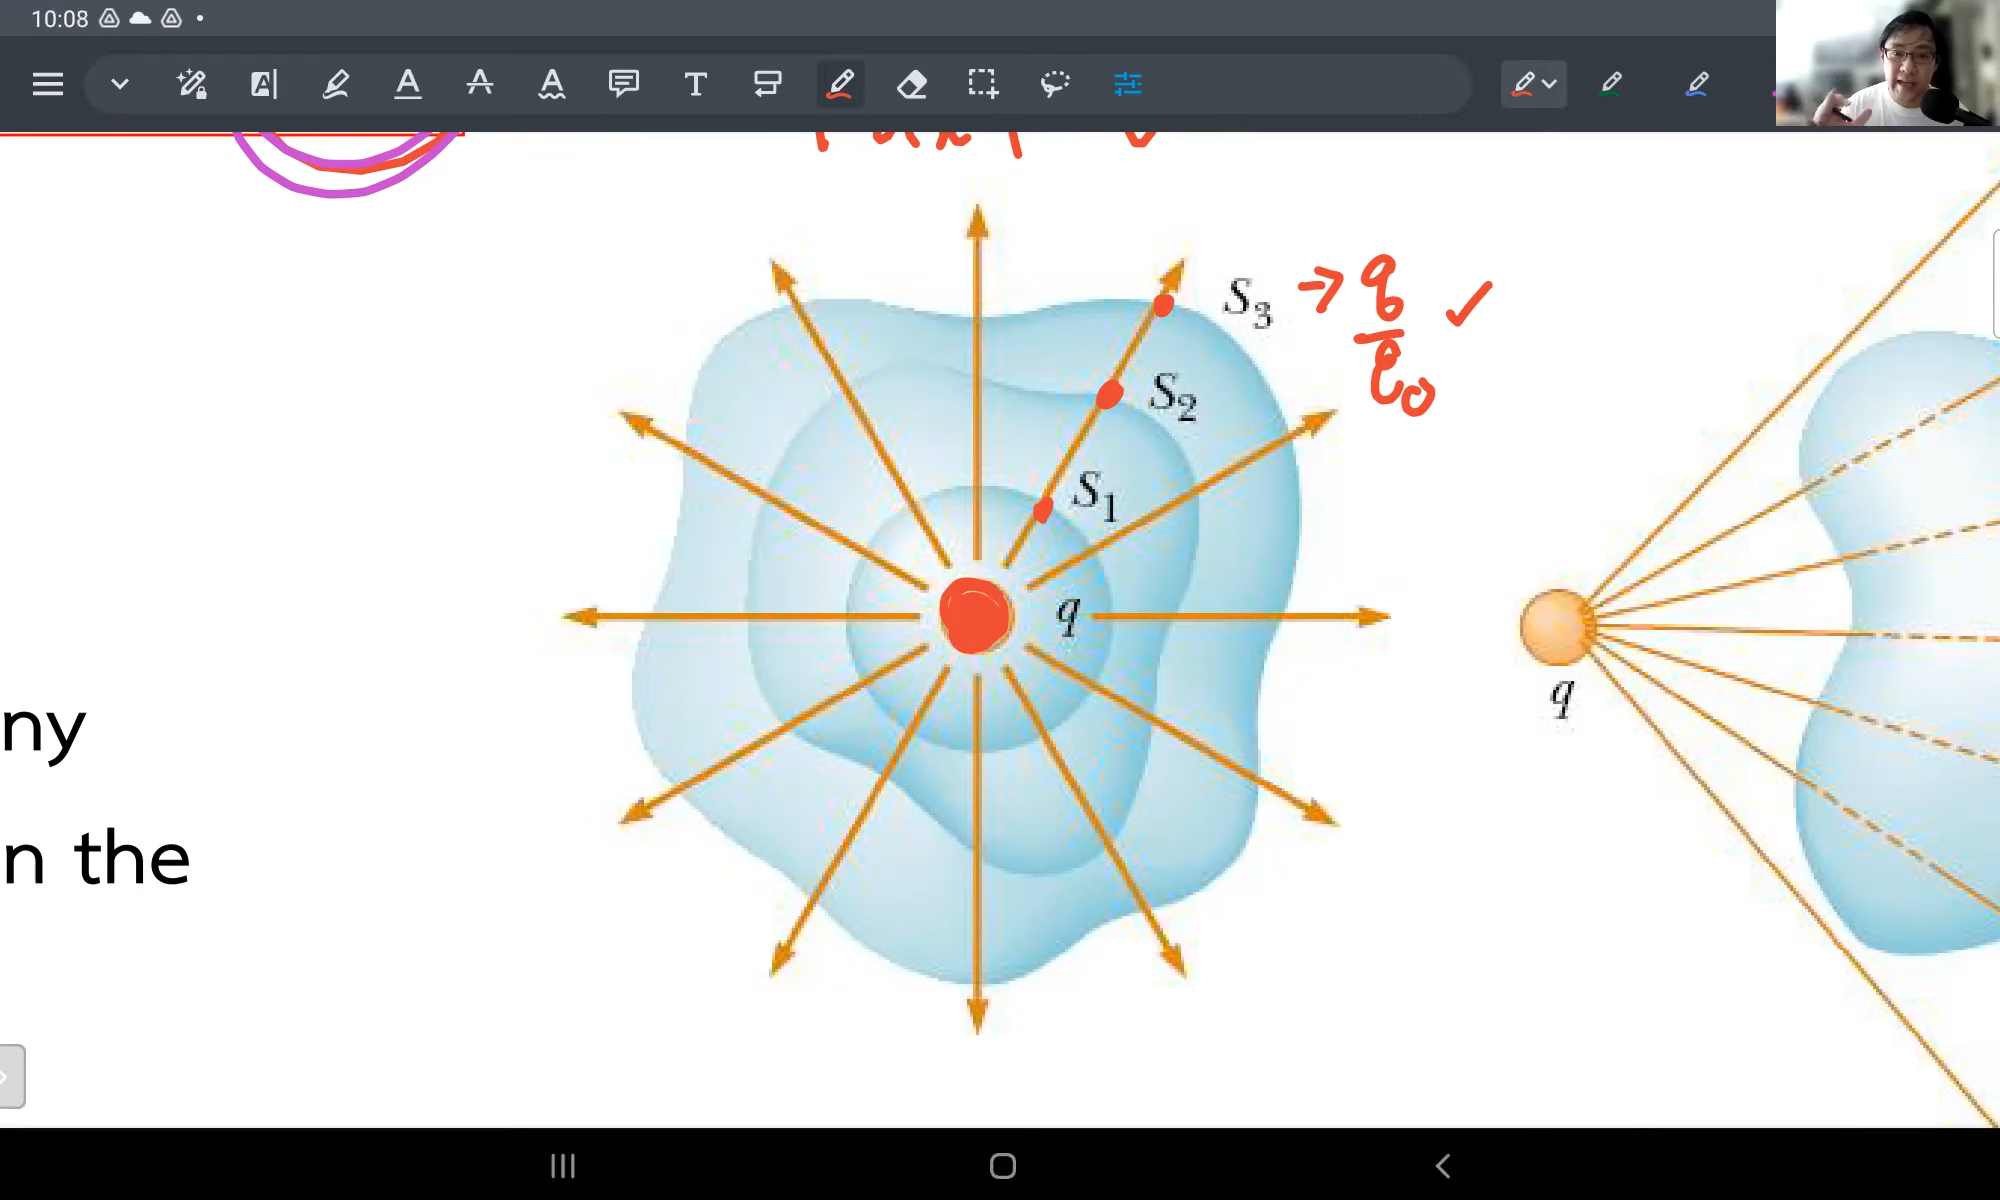 10:08
S₃ → q/ε₀ ✓
S₂
S₁
q
q
ny
n the